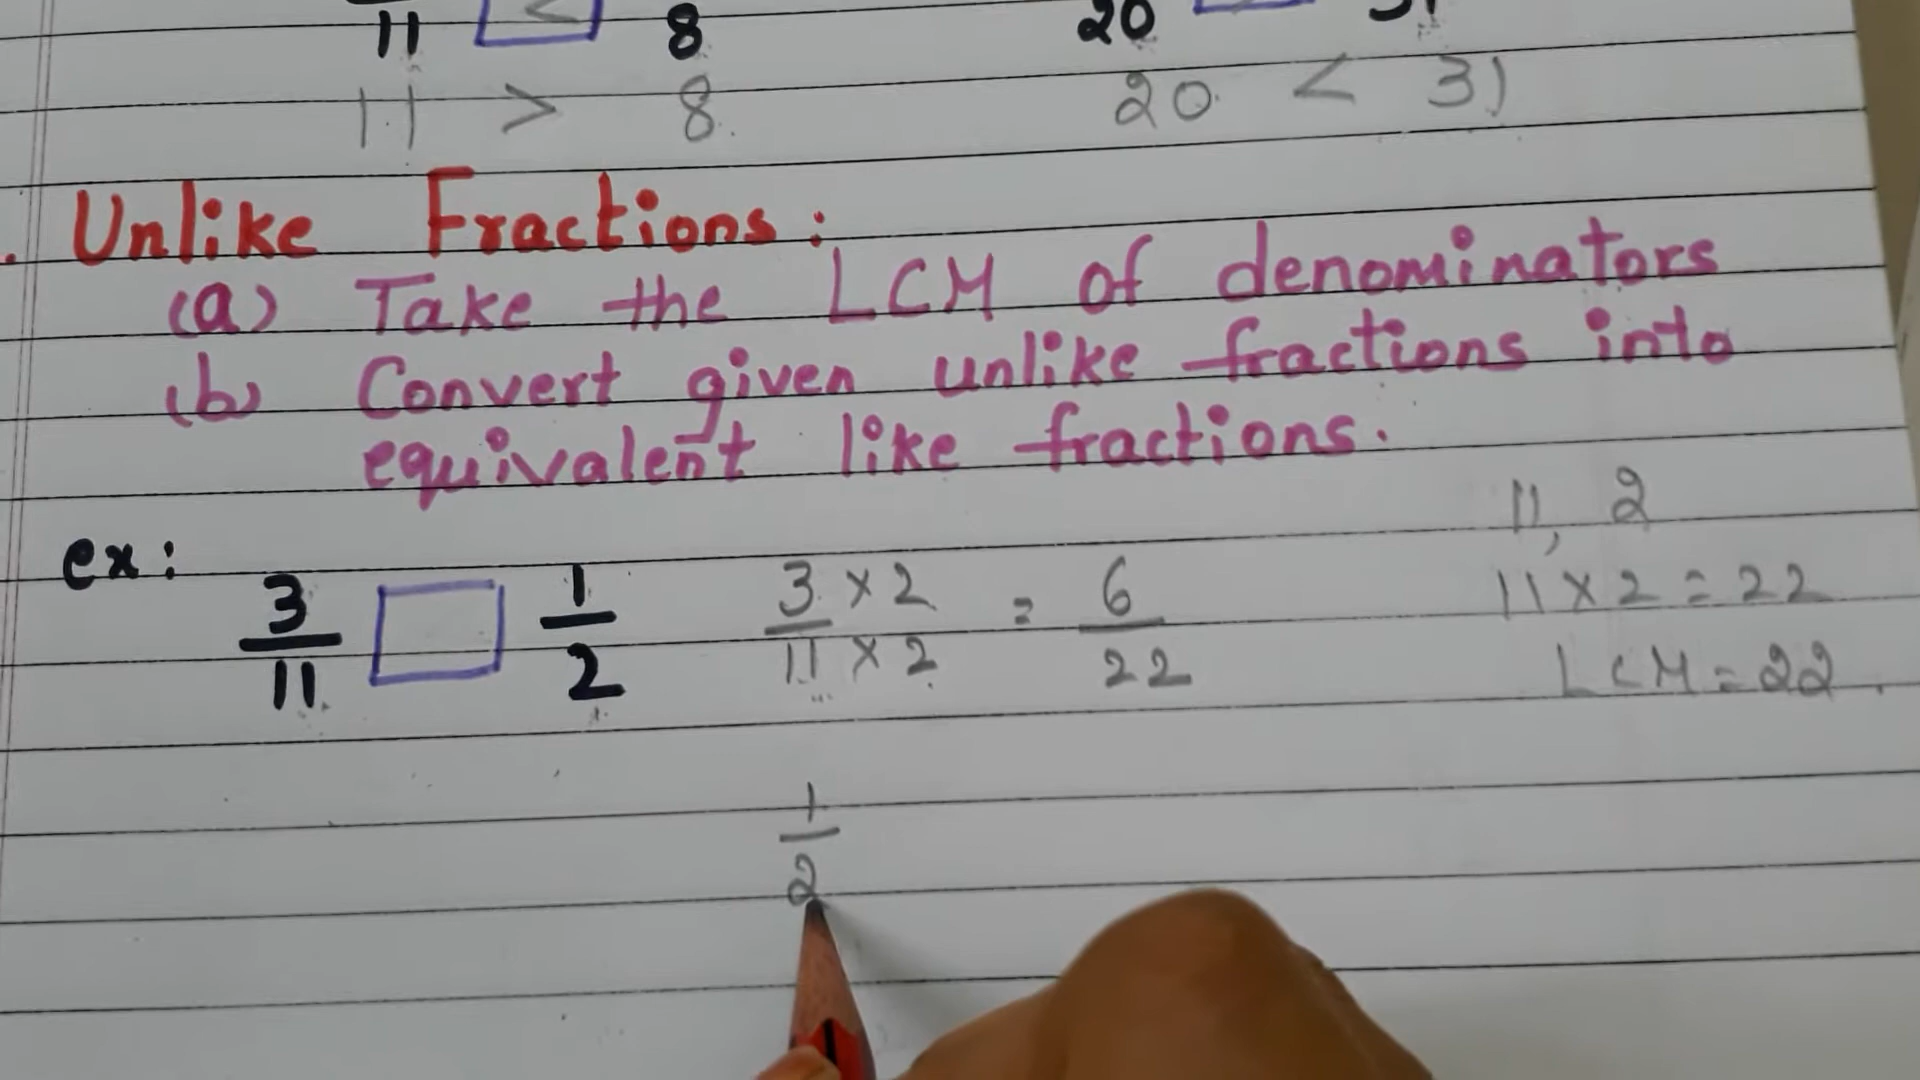 11 < 8 20 31
11 > 8 20 < 31
Unlike Fractions:
(a) Take the LCM of denominators
(b) Convert given unlike fractions into
equivalent like fractions.
11, 2
ex:
3/11 1/2 3 × 2 / 11 × 2 = 6/22 11 × 2 = 22
LCM = 22.
1/2